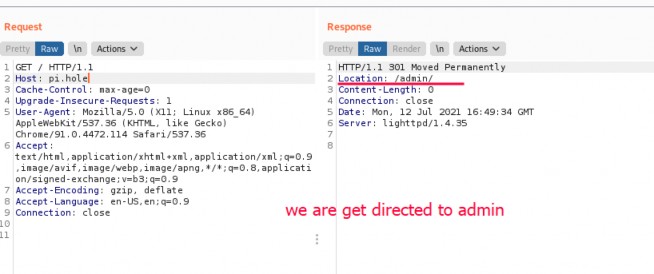 Request
Pretty Raw \n Actions
1 GET / HTTP/1.1
2 Host: pi.hole
3 Cache-Control: max-age=0
4 Upgrade-Insecure-Requests: 1
5 User-Agent: Mozilla/5.0 (X11; Linux x86_64)
AppleWebKit/537.36 (KHTML, like Gecko)
Chrome/91.0.4472.114 Safari/537.36
6 Accept:
text/html,application/xhtml+xml,application/xml;q=0.9
,image/avif,image/webp,image/apng,*/*;q=0.8,applicati
on/signed-exchange;v=b3;q=0.9
7 Accept-Encoding: gzip, deflate
8 Accept-Language: en-US,en;q=0.9
9 Connection: close
10
11
Response
Pretty Raw Render \n Actions
1 HTTP/1.1 301 Moved Permanently
2 Location: /admin/
3 Content-Length: 0
4 Connection: close
5 Date: Mon, 12 Jul 2021 16:49:34 GMT
6 Server: lighttpd/1.4.35
7
8
we are get directed to admin